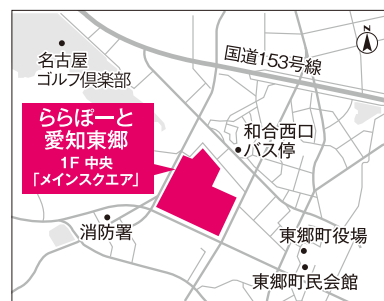 国道153号線
名古屋
ゴルフ倶楽部
ららぽーと
愛知東郷
1F 中央
「メインスクエア」
和合西口
バス停
消防署
東郷町役場
東郷町民会館
N